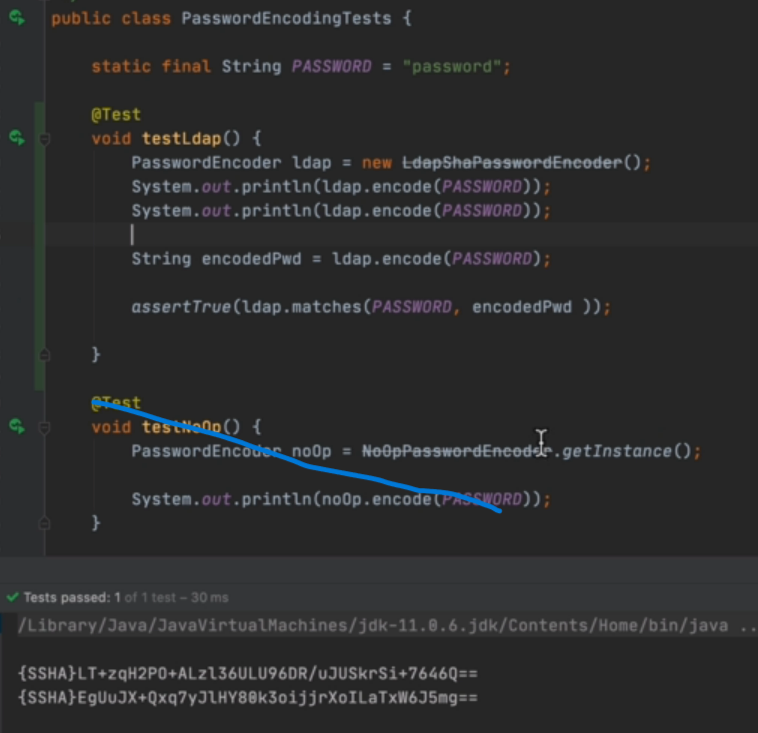 public class PasswordEncodingTests {
static final String PASSWORD = "password";
@Test
void testLdap() {
PasswordEncoder ldap = new LdapShaPasswordEncoder();
System.out.println(ldap.encode(PASSWORD));
System.out.println(ldap.encode(PASSWORD));
String encodedPwd = ldap.encode(PASSWORD);
assertTrue(ldap.matches(PASSWORD, encodedPwd ));
}
@Test
void testNoOp() {
PasswordEncoder noOp = NoOpPasswordEncoder.getInstance();
System.out.println(noOp.encode(PASSWORD));
}
Tests passed: 1 of 1 test – 30 ms
/Library/Java/JavaVirtualMachines/jdk-11.0.6.jdk/Contents/Home/bin/java ...
{SSHA}LT+zqH2PO+ALzl36ULU96DR/uJUSkrSi+7646Q==
{SSHA}EgUuJX+Qxq7yJlHY80k3oijjrXoILaTxW6J5mg==